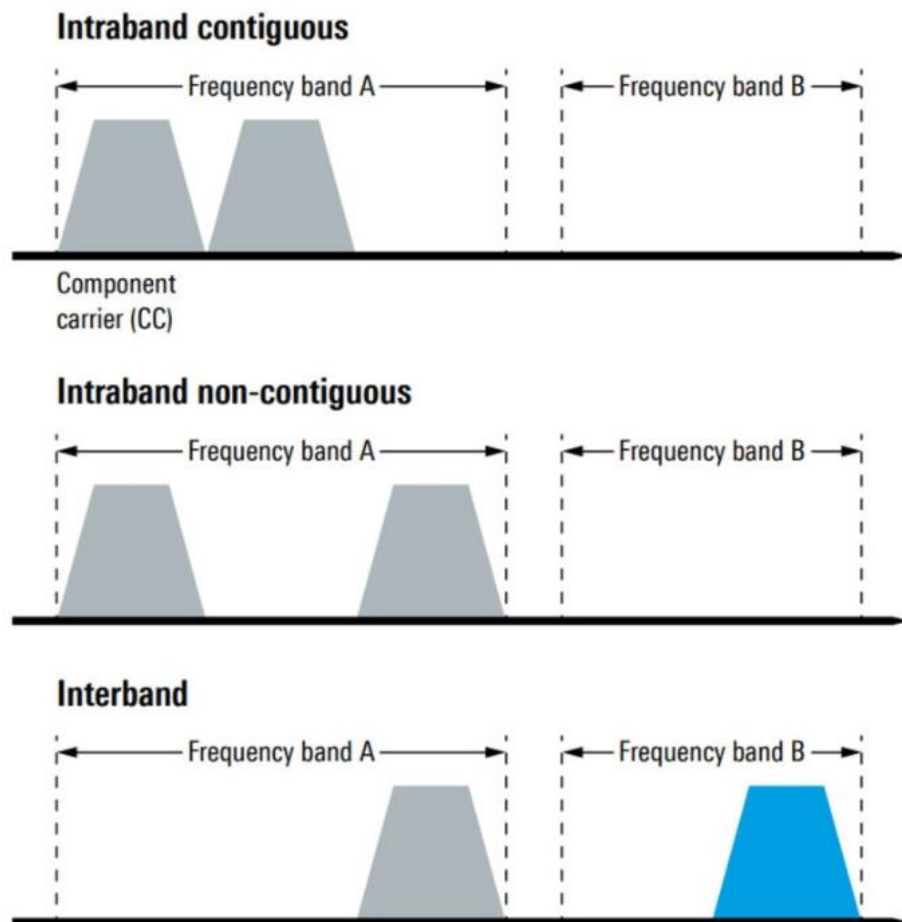 Intraband contiguous
Frequency band A
Frequency band B
Component
carrier (CC)
Intraband non-contiguous
Frequency band A
Frequency band B
Interband
Frequency band A
Frequency band B